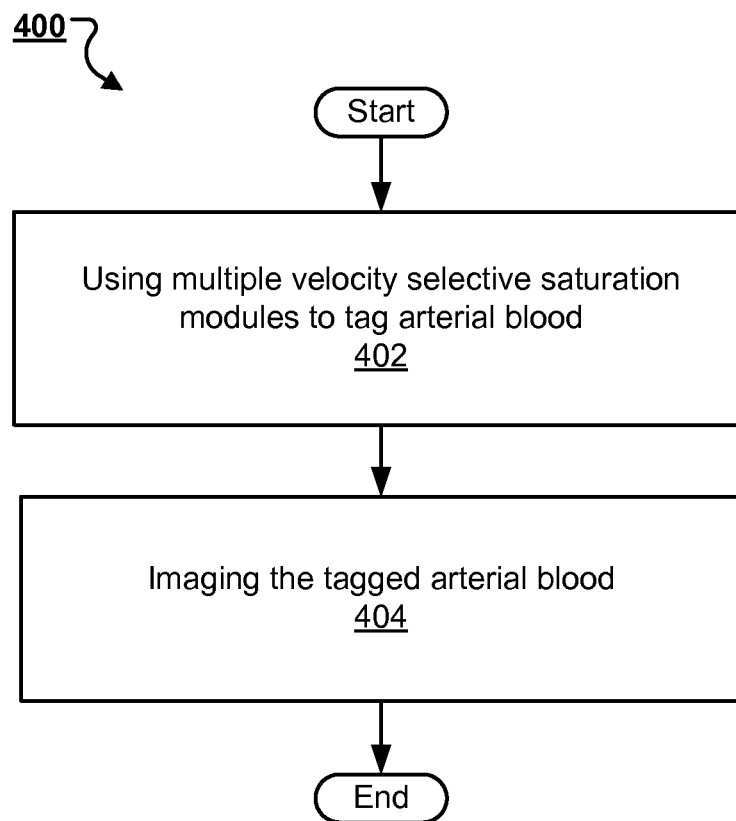 400
Start
Using multiple velocity selective saturation
modules to tag arterial blood
402
Imaging the tagged arterial blood
404
End